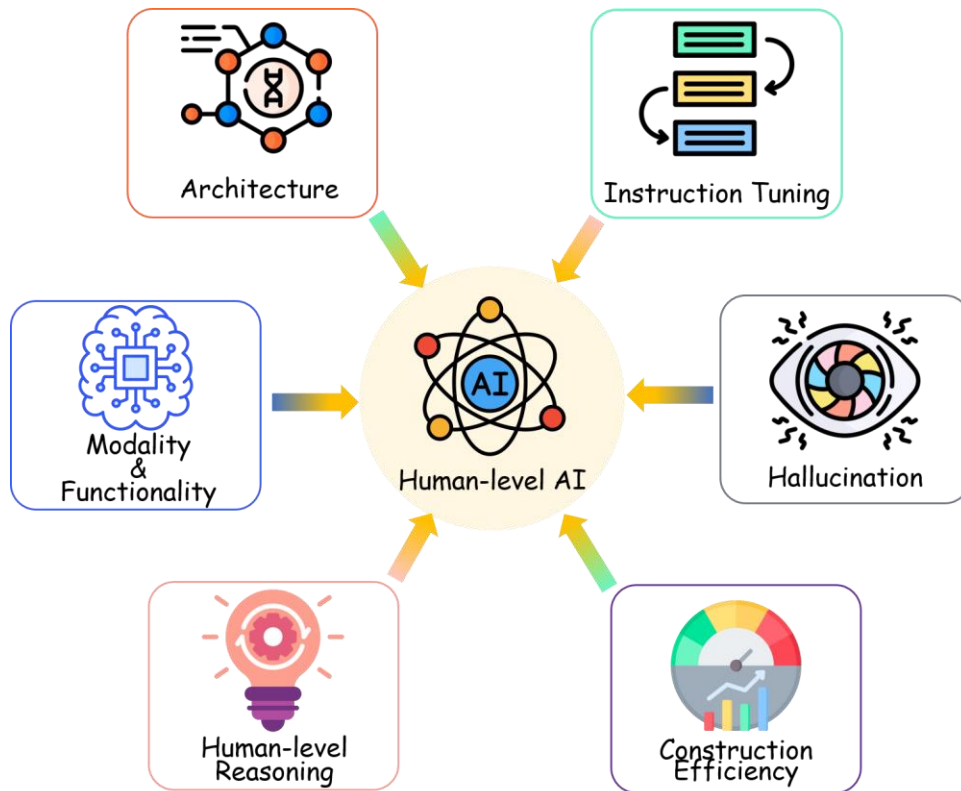 Architecture
Instruction Tuning
Modality
&
Functionality
AI
Human-level AI
Hallucination
Human-level
Reasoning
Construction
Efficiency